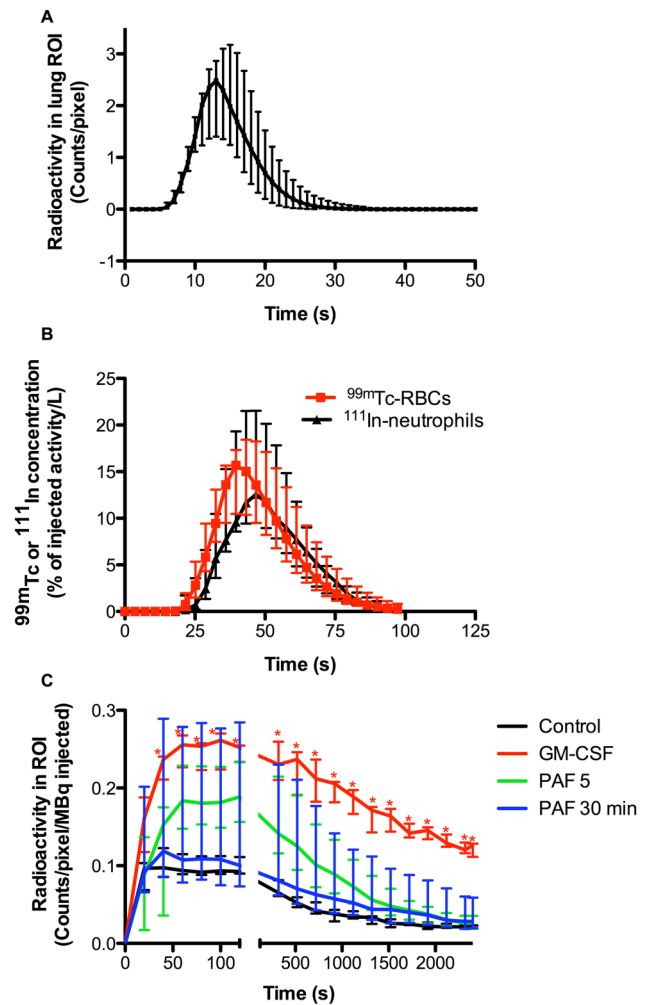 A
Radioactivity in lung ROI
(Counts/pixel)
3
2
1
0
-1
0 10 20 30 40 50
Time (s)
B
99mTc or 111In concentration
(% of injected activity/L)
25
20
15
10
5
0
99mTc-RBCs
111In-neutrophils
0 25 50 75 100 125
Time (s)
C
Radioactivity in ROI
(Counts/pixel/MBq injected)
0.3
0.2
0.1
0.0
* * * * * * * * * * * * * * * * *
Control
GM-CSF
PAF 5
PAF 30 min
0 50 100 500 1000 1500 2000
Time (s)